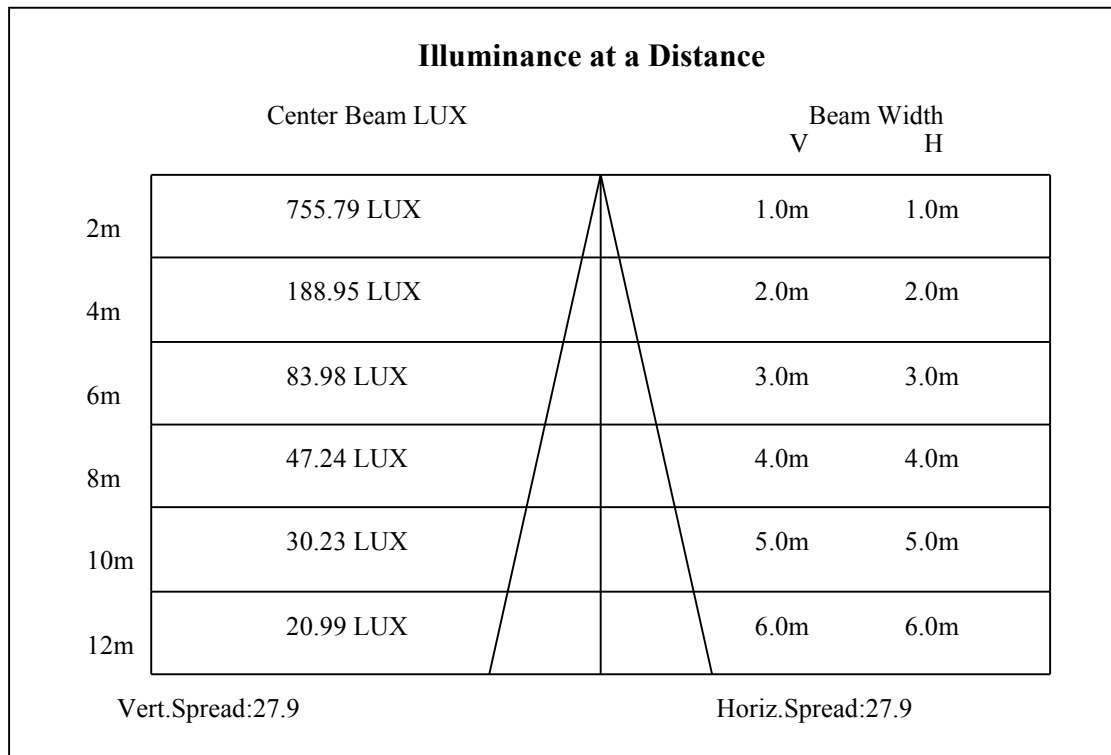 Illuminance at a Distance
Center Beam LUX Beam Width
V H
2m 755.79 LUX 1.0m 1.0m
4m 188.95 LUX 2.0m 2.0m
6m 83.98 LUX 3.0m 3.0m
8m 47.24 LUX 4.0m 4.0m
10m 30.23 LUX 5.0m 5.0m
12m 20.99 LUX 6.0m 6.0m
Vert.Spread:27.9 Horiz.Spread:27.9